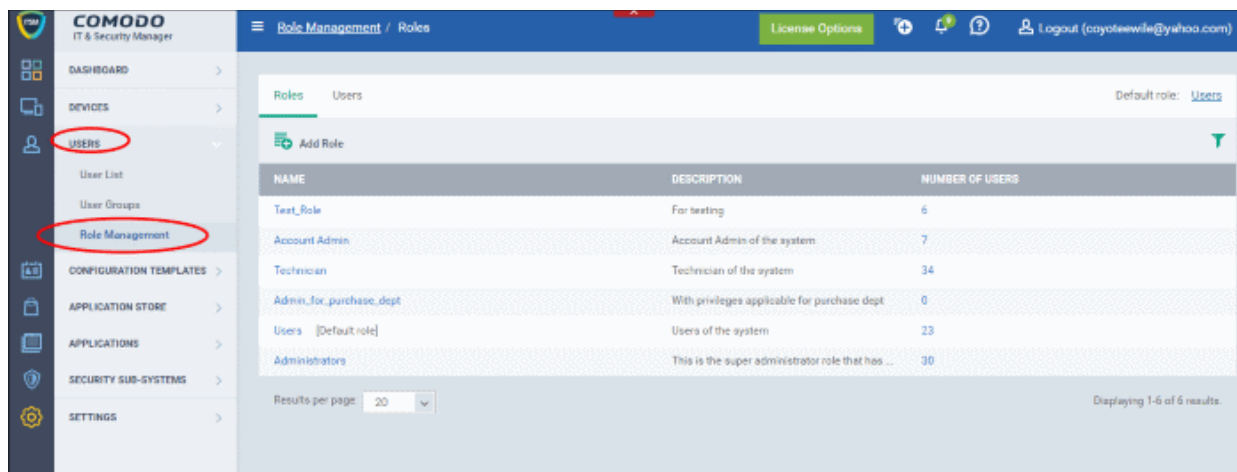 COMODO
IT & Security Manager
Role Management / Roles
License Options
Logout (coyoteewile@yahoo.com)
DASHBOARD
DEVICES
USERS
User List
User Groups
Role Management
CONFIGURATION TEMPLATES
APPLICATION STORE
APPLICATIONS
SECURITY SUB-SYSTEMS
SETTINGS
Roles Users
Default role: Users
Add Role
NAME DESCRIPTION NUMBER OF USERS
Test_Role For testing 6
Account Admin Account Admin of the system 7
Technician Technician of the system 34
Admin_for_purchase_dept With privileges applicable for purchase dept 0
Users [Default role] Users of the system 23
Administrators This is the super administrator role that has ... 30
Results per page: 20
Displaying 1-6 of 6 results.